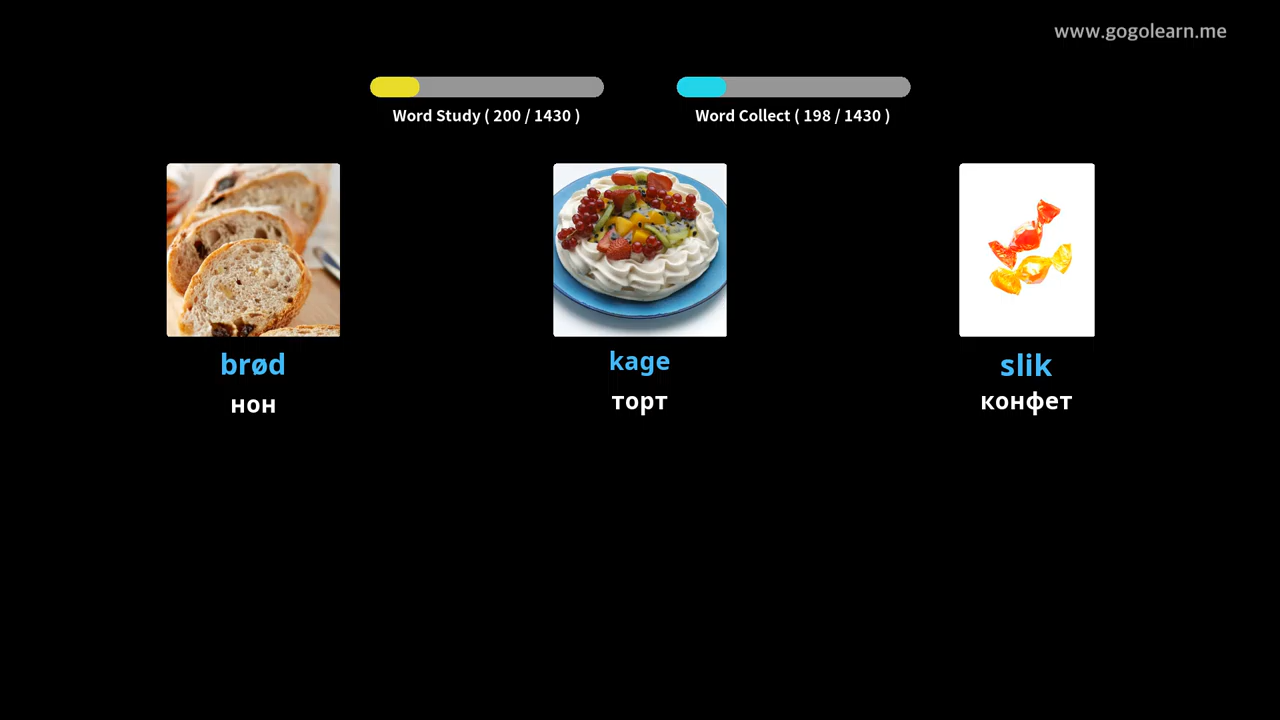 www.gogolearn.me
Word Study ( 200 / 1430 )
Word Collect ( 198 / 1430 )
brød
kage
slik
нон
торт
конфет